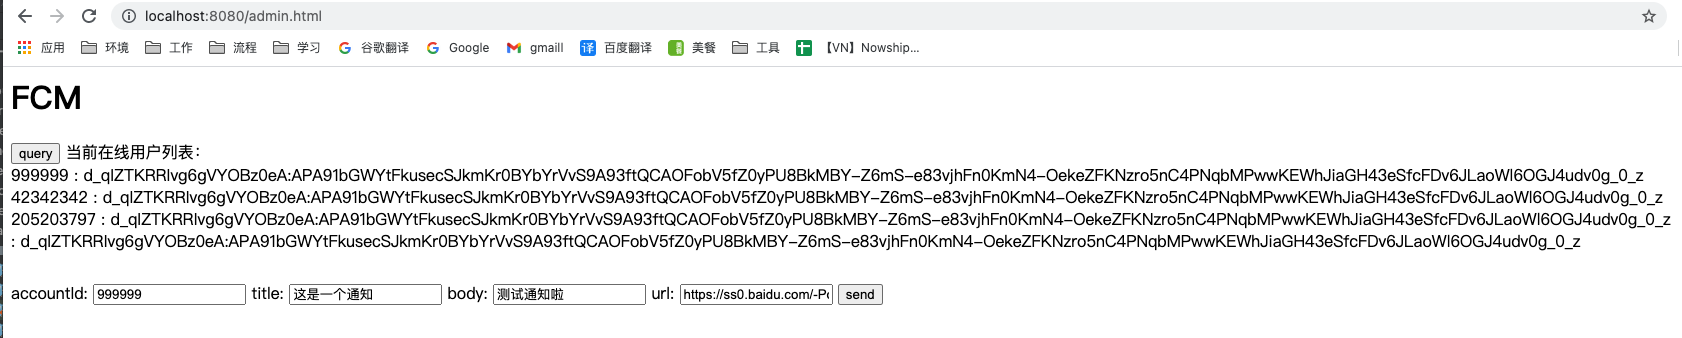 localhost:8080/admin.html
应用 环境 工作 流程 学习 谷歌翻译 Google gmaill 译 百度翻译 美餐 美餐 工具 【VN】Nowship...
FCM
query 当前在线用户列表：
999999 : d_qlZTKRRlvg6gVYOBz0eA:APA91bGWYtFkusecSJkmKr0BYbYrVvS9A93ftQCAOFobV5fZ0yPU8BkMBY-Z6mS-e83vjhFn0KmN4-OekeZFKNzro5nC4PNqbMPwwKEWhJiaGH43eSfcFDv6JLaoWl6OGJ4udv0g_0_z
42342342 : d_qlZTKRRlvg6gVYOBz0eA:APA91bGWYtFkusecSJkmKr0BYbYrVvS9A93ftQCAOFobV5fZ0yPU8BkMBY-Z6mS-e83vjhFn0KmN4-OekeZFKNzro5nC4PNqbMPwwKEWhJiaGH43eSfcFDv6JLaoWl6OGJ4udv0g_0_z
205203797 : d_qlZTKRRlvg6gVYOBz0eA:APA91bGWYtFkusecSJkmKr0BYbYrVvS9A93ftQCAOFobV5fZ0yPU8BkMBY-Z6mS-e83vjhFn0KmN4-OekeZFKNzro5nC4PNqbMPwwKEWhJiaGH43eSfcFDv6JLaoWl6OGJ4udv0g_0_z
: d_qlZTKRRlvg6gVYOBz0eA:APA91bGWYtFkusecSJkmKr0BYbYrVvS9A93ftQCAOFobV5fZ0yPU8BkMBY-Z6mS-e83vjhFn0KmN4-OekeZFKNzro5nC4PNqbMPwwKEWhJiaGH43eSfcFDv6JLaoWl6OGJ4udv0g_0_z
accountId: 999999 title: 这是一个通知 body: 测试通知啦 url: https://ss0.baidu.com/-Po send